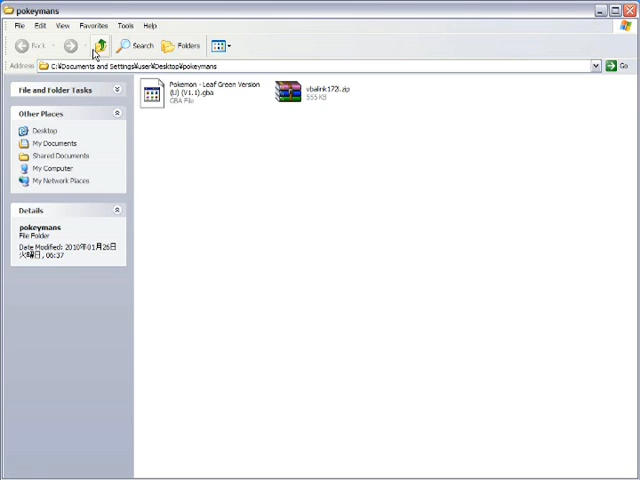 pokeymans
File Edit View Favorites Tools Help
Back Search Folders
Address C:¥Documents and Settings¥user¥Desktop¥pokeymans Go
File and Folder Tasks
Other Places
Desktop
My Documents
Shared Documents
My Computer
My Network Places
Details
pokeymans
File Folder
Date Modified: 2010年01月26日
火曜日, 06:37
Pokemon - Leaf Green Version
(U) (V1.1).gba
GBA File
vbalink172l.zip
555 KB